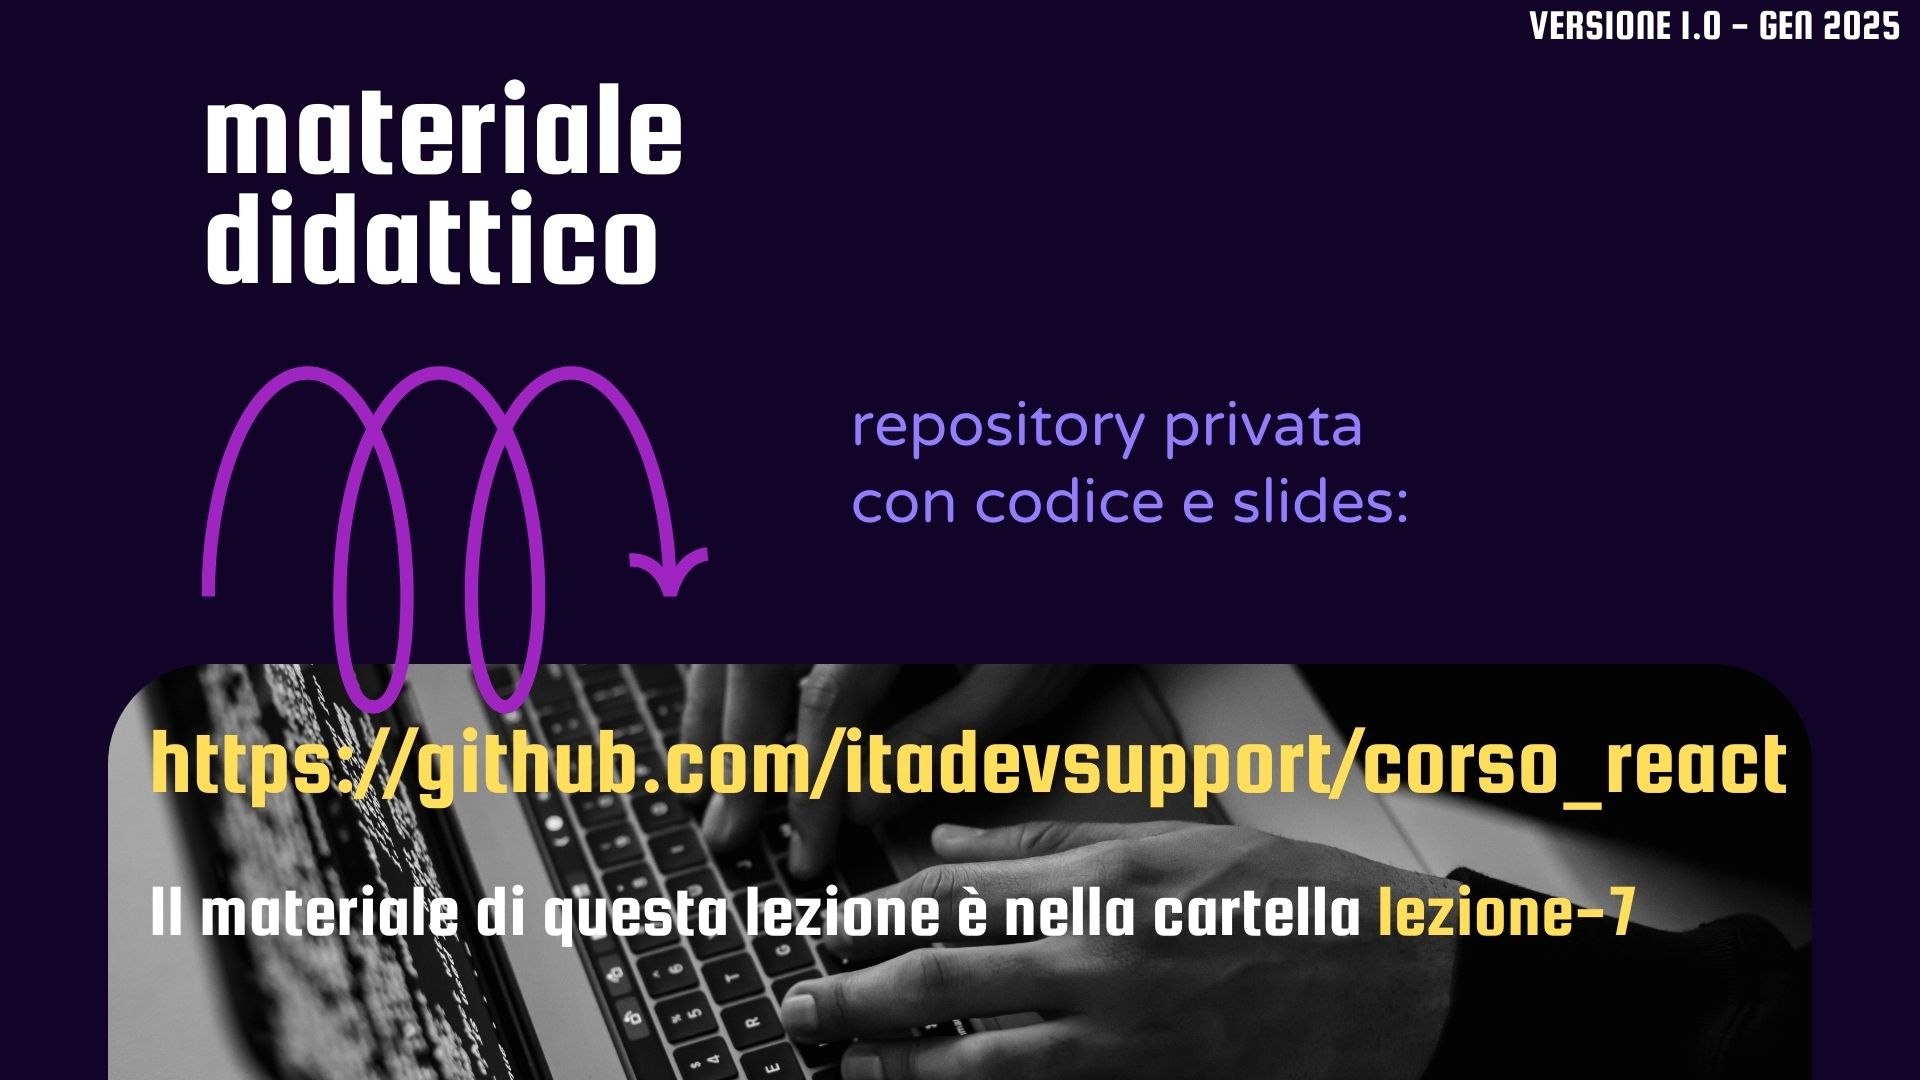 VERSIONE 1.0 - GEN 2025
materiale
didattico
repository privata
con codice e slides:
https://github.com/itadevsupport/corso_react
Il materiale di questa lezione è nella cartella lezione-7